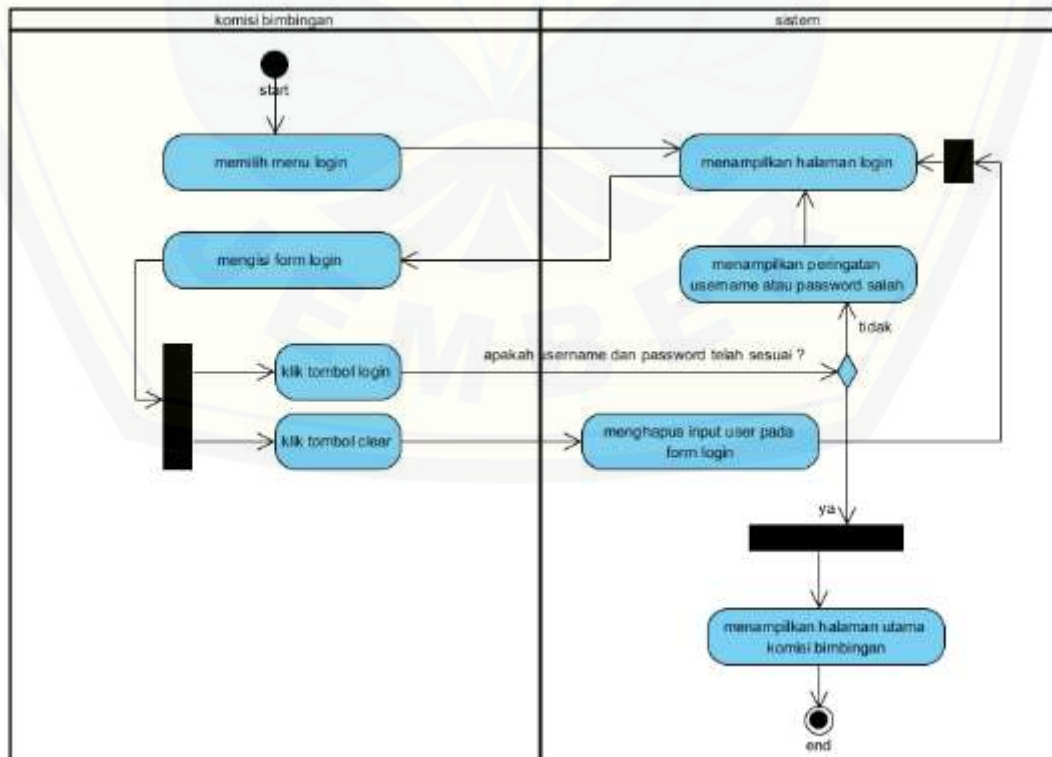 komisi bimbingan
sistem
start
memilih menu login
menampilkan halaman login
mengisi form login
menampilkan peringatan
username atau password salah
tidak
apakah username dan password telah sesuai ?
klik tombol login
klik tombol clear
menghapus input user pada
form login
ya
menampilkan halaman utama
komisi bimbingan
end
EMBER